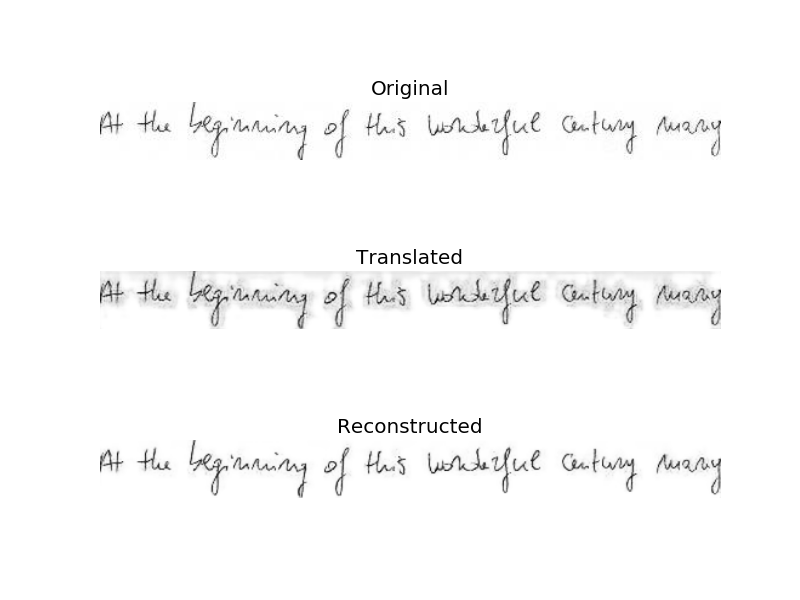 Original
At the beginning of this wonderful century many
Translated
At the beginning of this wonderful century many
Reconstructed
At the beginning of this wonderful century many